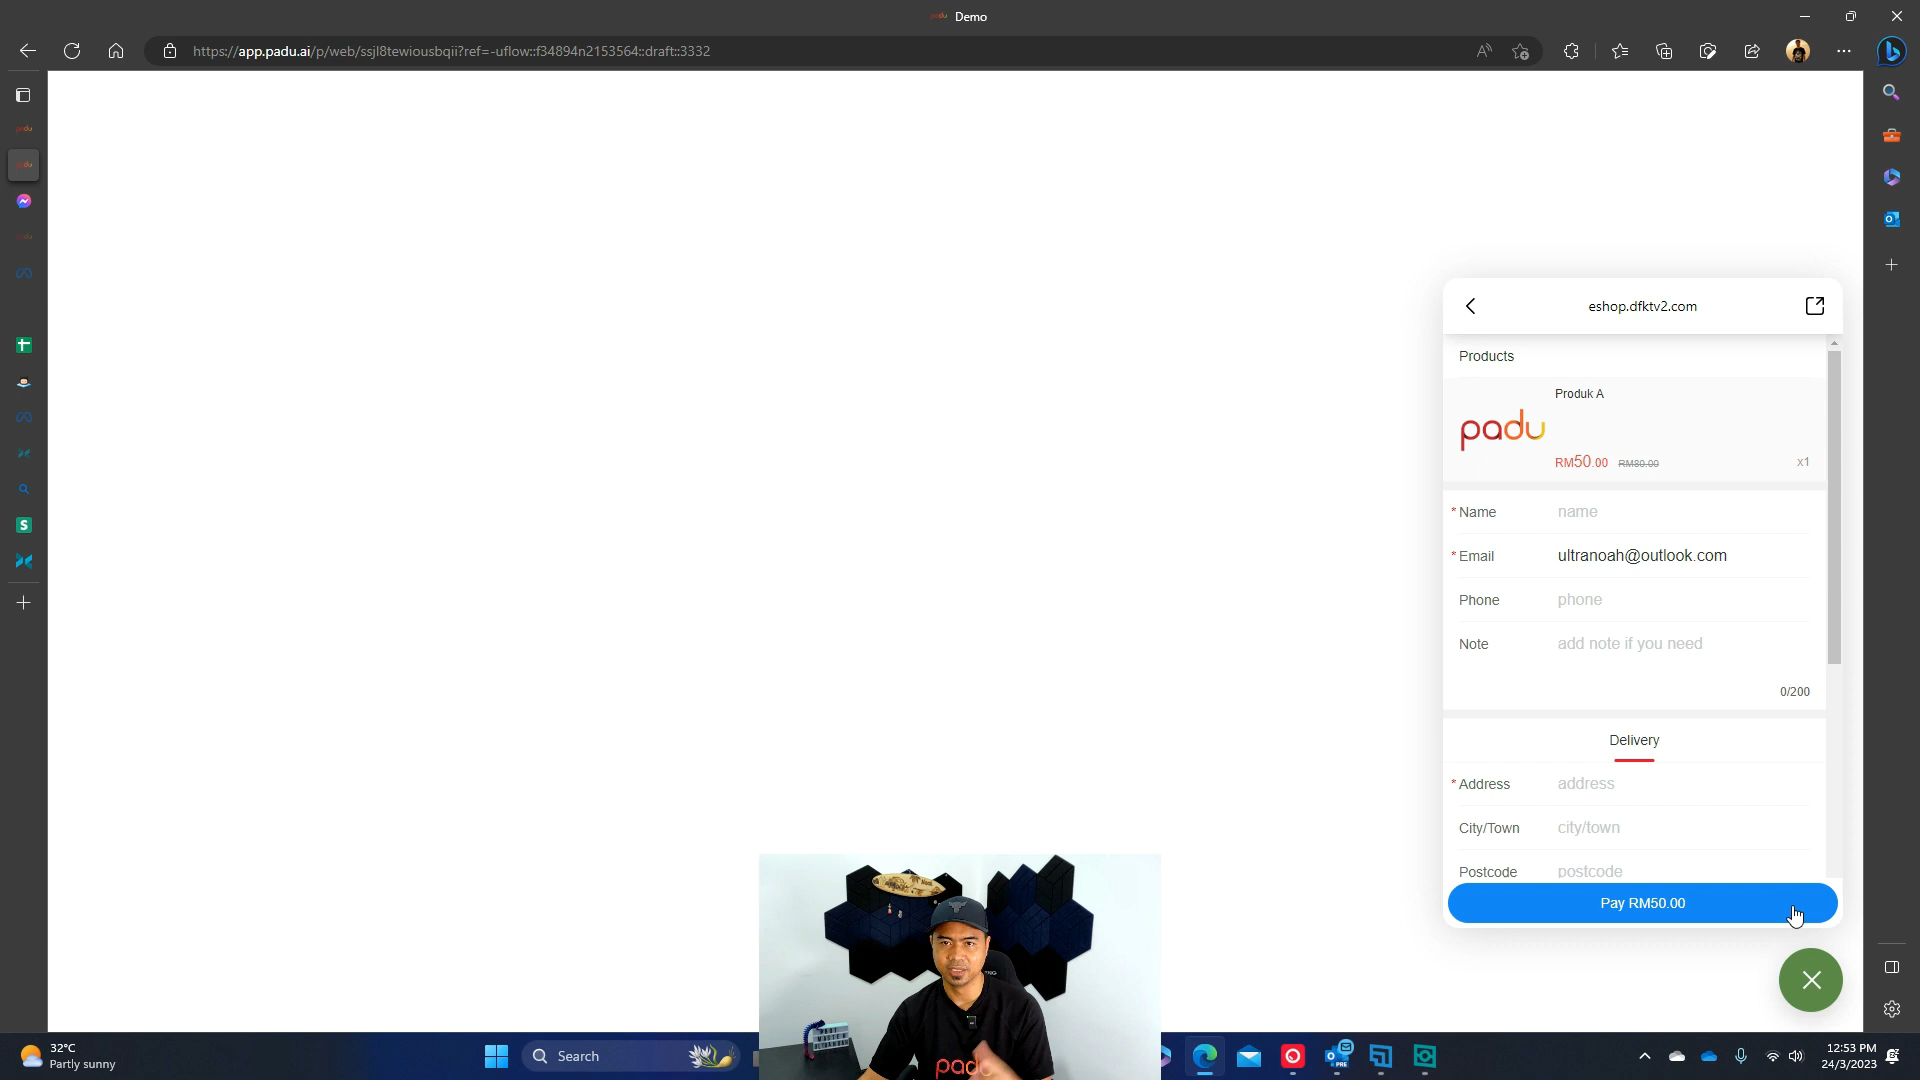 Demo
https://app.padu.ai/p/web/ssjl8tewiousbqii?ref=-uflow::f34894n2153564::draft::3332
eshop.dfktv2.com
Products
Produk A
padu
RM50.00 RM80.00 x1
* Name name
* Email ultranoah@outlook.com
Phone phone
Note add note if you need
0/200
Delivery
* Address address
City/Town city/town
Postcode postcode
Pay RM50.00
padu
32°C
Partly sunny
Search
12:53 PM
24/3/2023